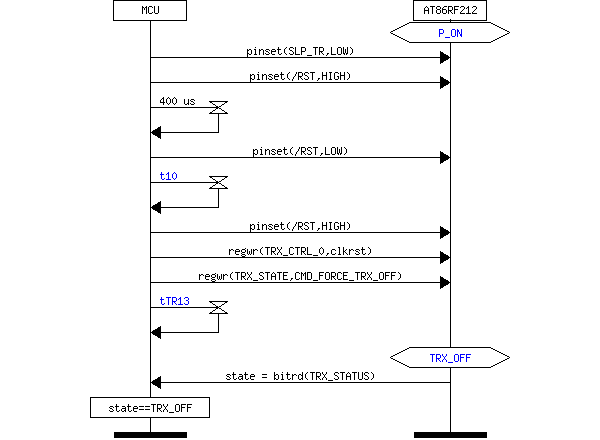 MCU
AT86RF212
P_ON
pinset(SLP_TR,LOW)
pinset(/RST,HIGH)
400 us
pinset(/RST,LOW)
t10
pinset(/RST,HIGH)
regwr(TRX_CTRL_0,clkrst)
regwr(TRX_STATE,CMD_FORCE_TRX_OFF)
tTR13
TRX_OFF
state = bitrd(TRX_STATUS)
state==TRX_OFF